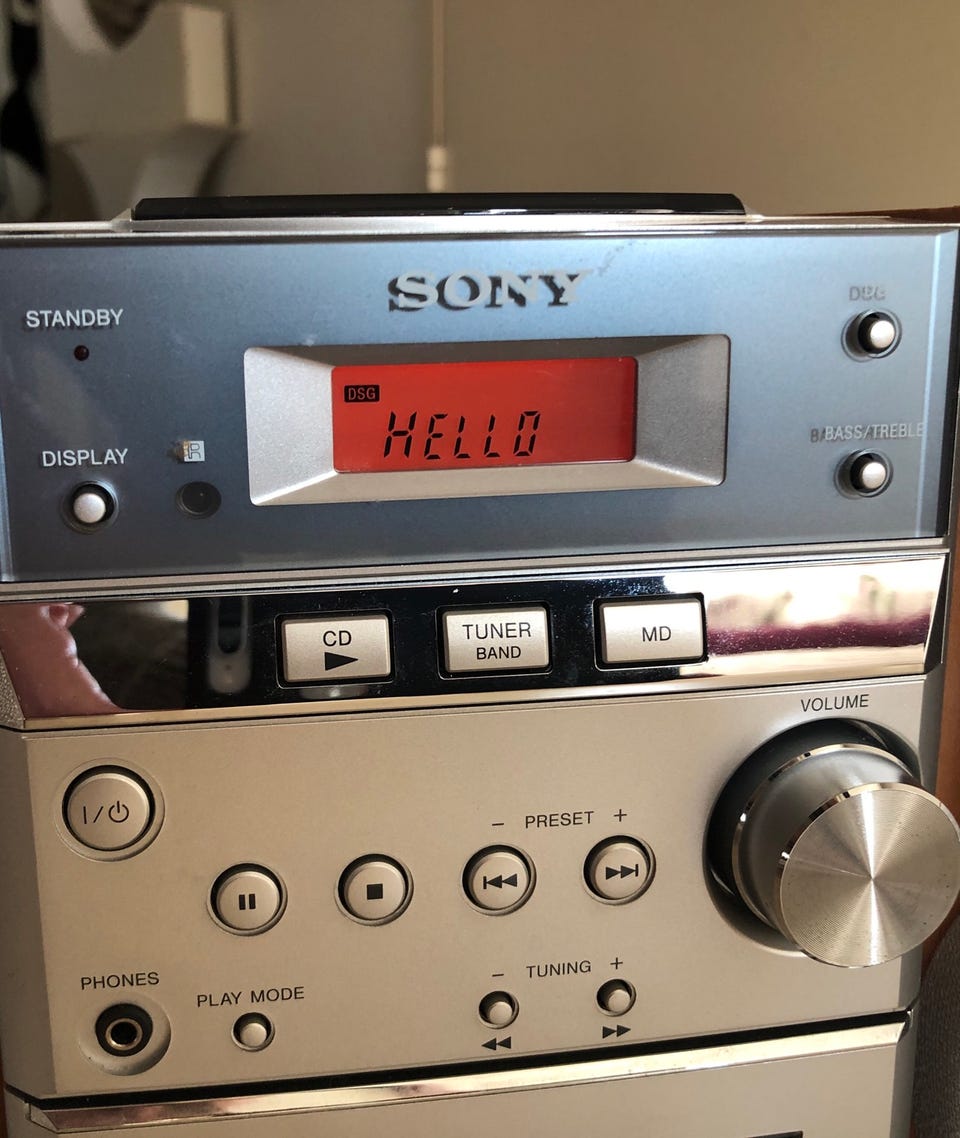 SONY
DSG
STANDBY
DSG
HELLO
BASS/TREBLE
DISPLAY
R
CD
TUNER
BAND
MD
VOLUME
I/⏻
– PRESET +
PHONES
PLAY MODE
– TUNING +